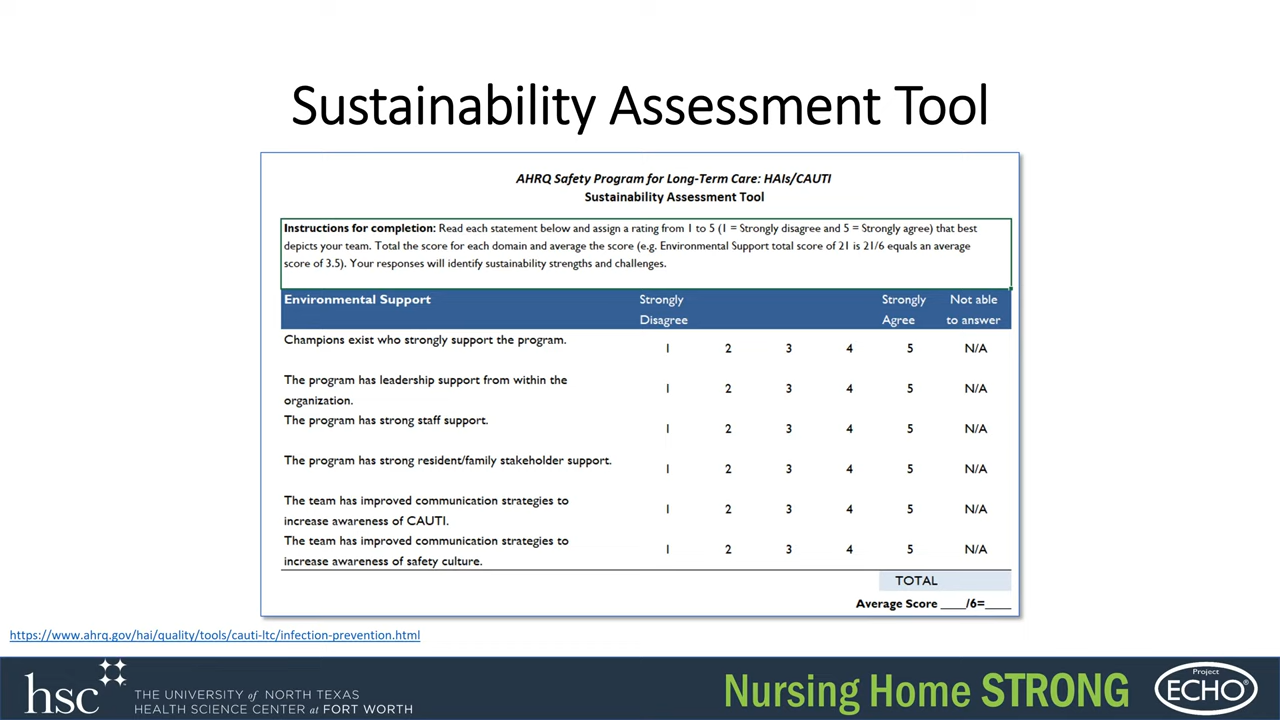 Sustainability Assessment Tool
AHRQ Safety Program for Long-Term Care: HAIs/CAUTI
Sustainability Assessment Tool
Instructions for completion: Read each statement below and assign a rating from 1 to 5 (1 = Strongly disagree and 5 = Strongly agree) that best
depicts your team. Total the score for each domain and average the score (e.g. Environmental Support total score of 21 is 21/6 equals an average
score of 3.5). Your responses will identify sustainability strengths and challenges.
Environmental Support Strongly Strongly Not able
Disagree Agree to answer
Champions exist who strongly support the program.
1 2 3 4 5 N/A
The program has leadership support from within the
1 2 3 4 5 N/A
organization.
The program has strong staff support.
1 2 3 4 5 N/A
The program has strong resident/family stakeholder support.
1 2 3 4 5 N/A
The team has improved communication strategies to
1 2 3 4 5 N/A
increase awareness of CAUTI.
The team has improved communication strategies to
1 2 3 4 5 N/A
increase awareness of safety culture.
TOTAL
Average Score ____/6=____
https://www.ahrq.gov/hai/quality/tools/cauti-ltc/infection-prevention.html
hsc THE UNIVERSITY of NORTH TEXAS
HEALTH SCIENCE CENTER at FORT WORTH
Nursing Home STRONG
Project
ECHO®